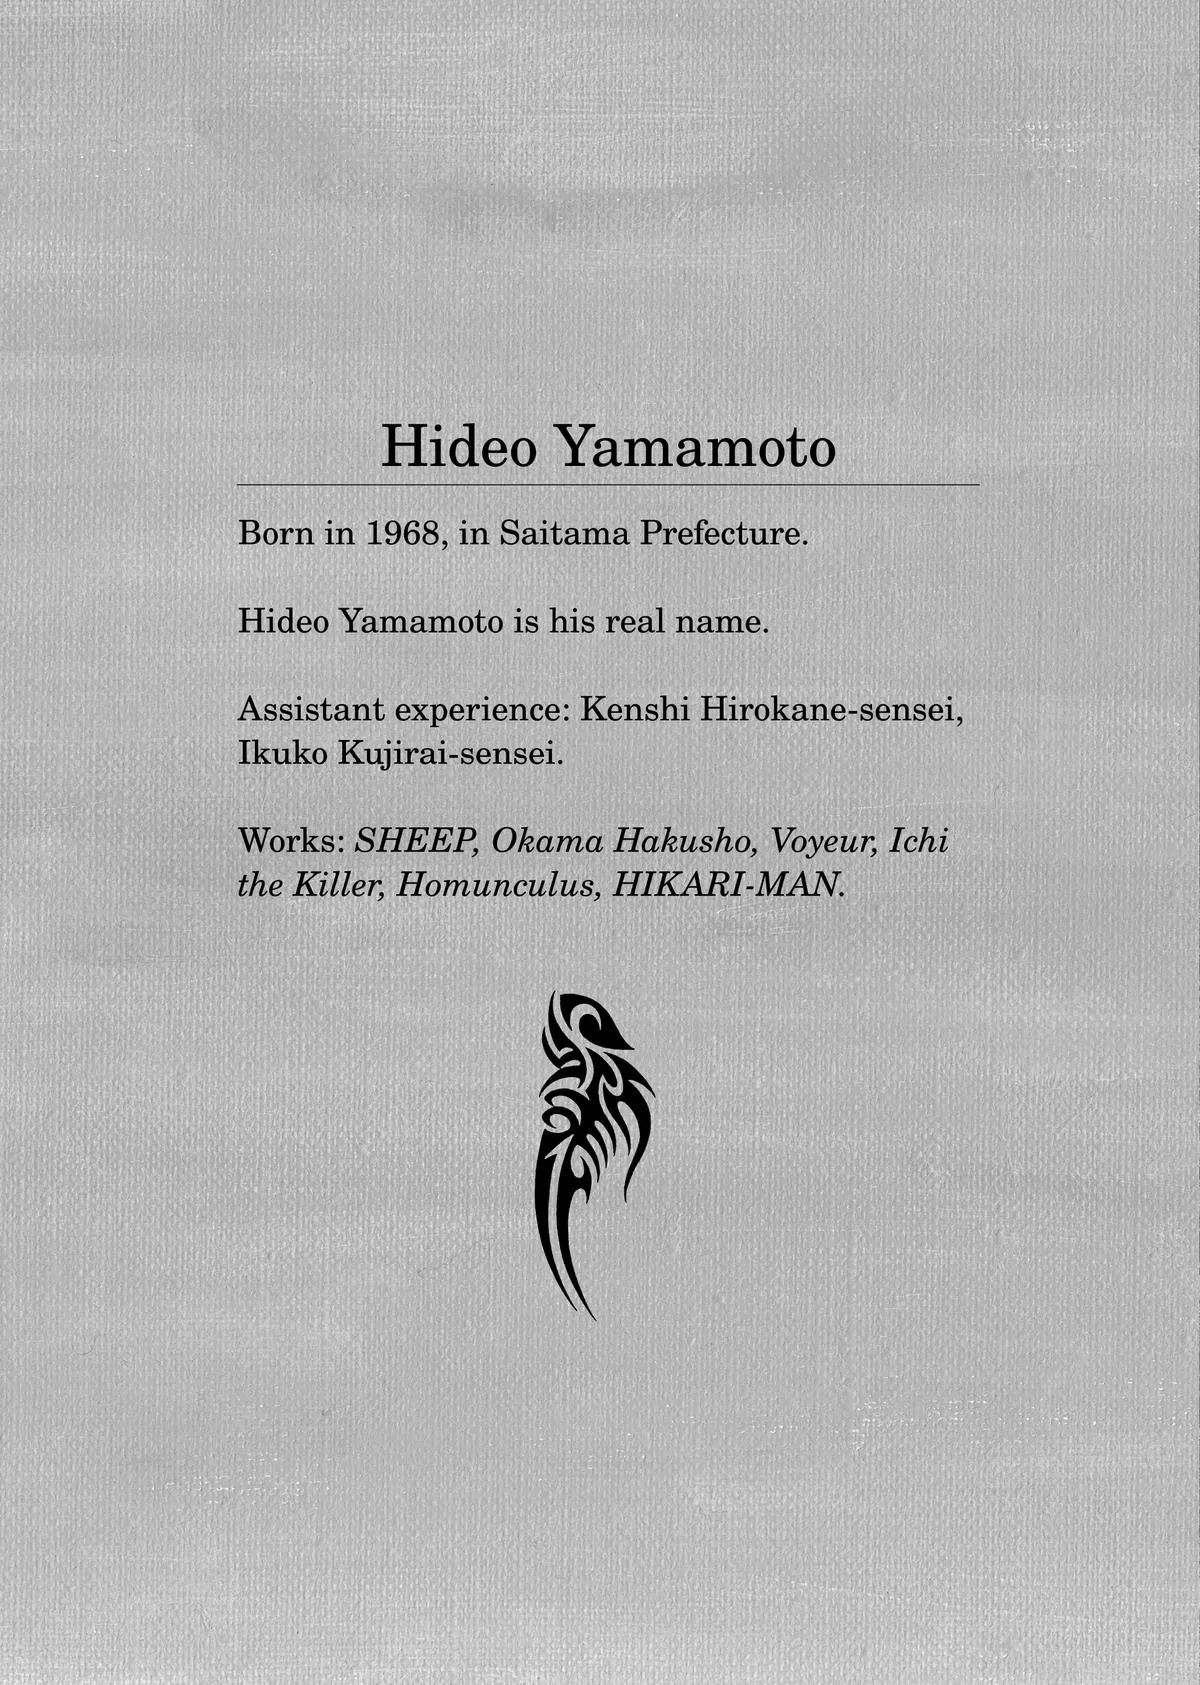 Hideo Yamamoto
Born in 1968, in Saitama Prefecture.
Hideo Yamamoto is his real name.
Assistant experience: Kenshi Hirokane-sensei,
Ikuko Kujirai-sensei.
Works: SHEEP, Okama Hakusho, Voyeur, Ichi
the Killer, Homunculus, HIKARI-MAN.